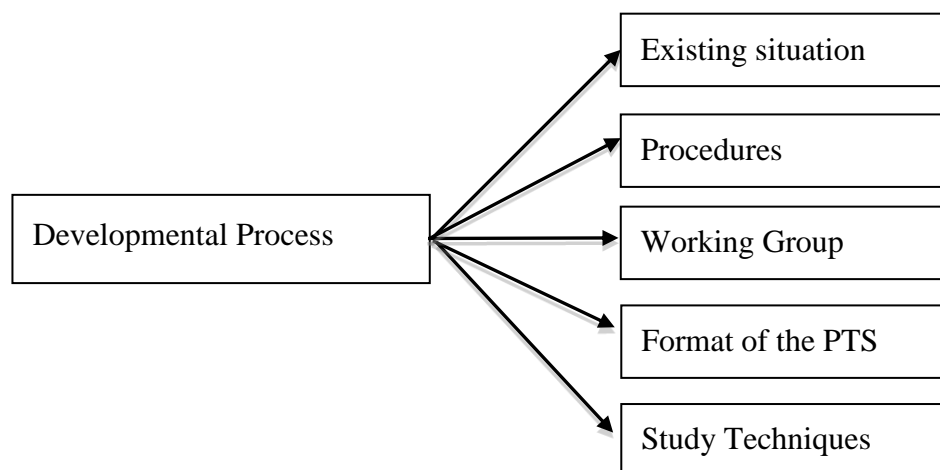 Existing situation
Procedures
Developmental Process
Working Group
Format of the PTS
Study Techniques